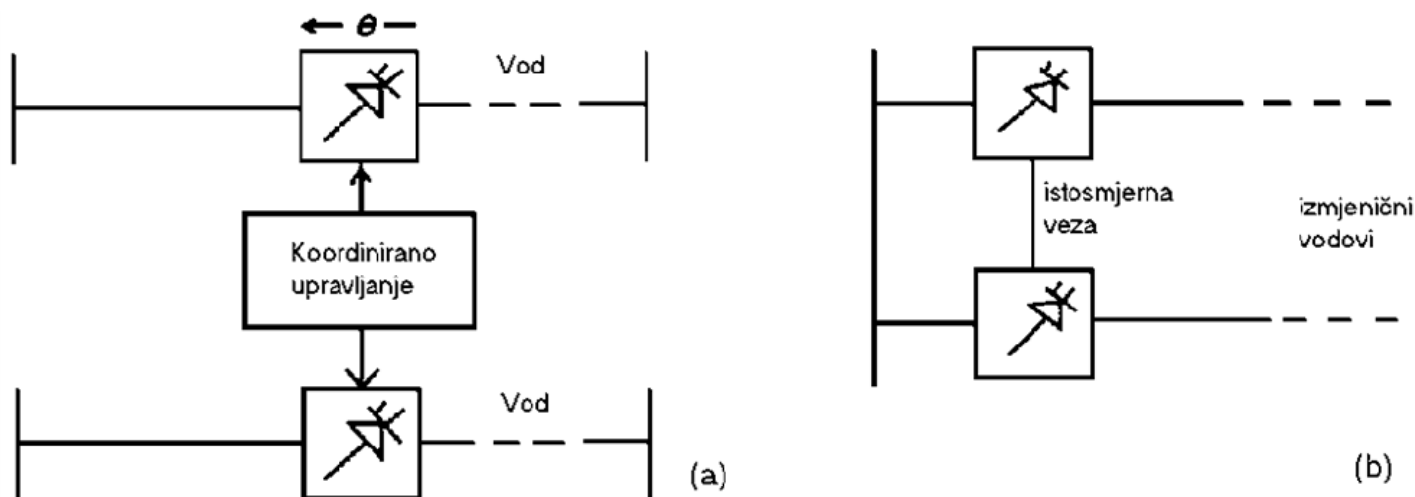 θ
Vod
Koordinirano
upravljanje
Vod
(a)
istosmjerna
veza
izmjenični
vodovi
(b)